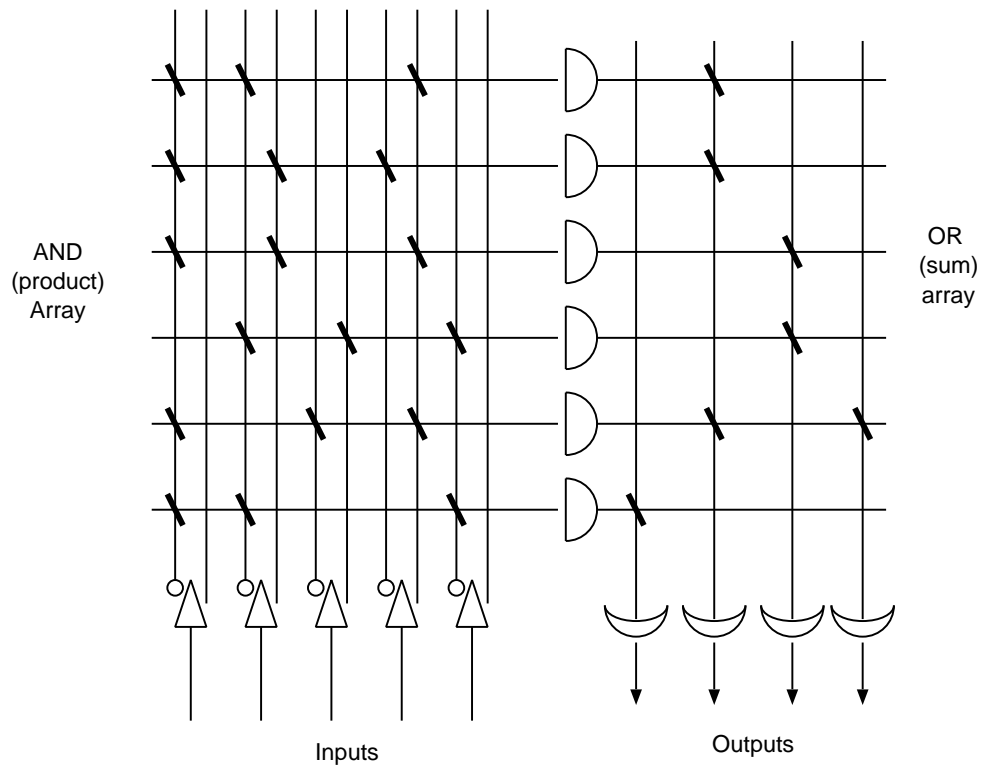 AND
(product)
Array
OR
(sum)
array
Inputs
Outputs